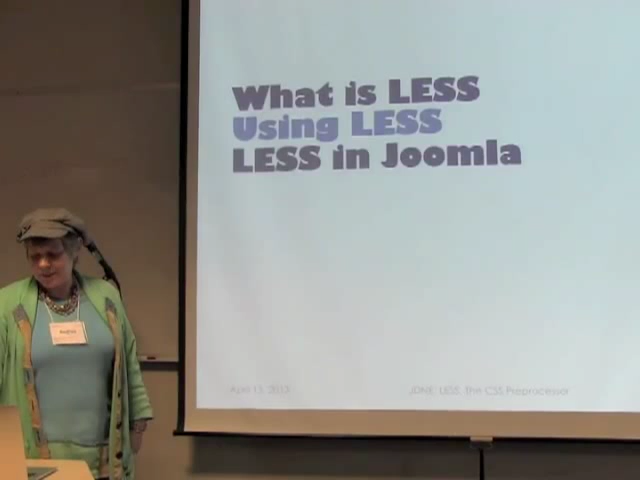 What is LESS
Using LESS
LESS in Joomla
April 13, 2013
JDNE: LESS, The CSS Preprocessor